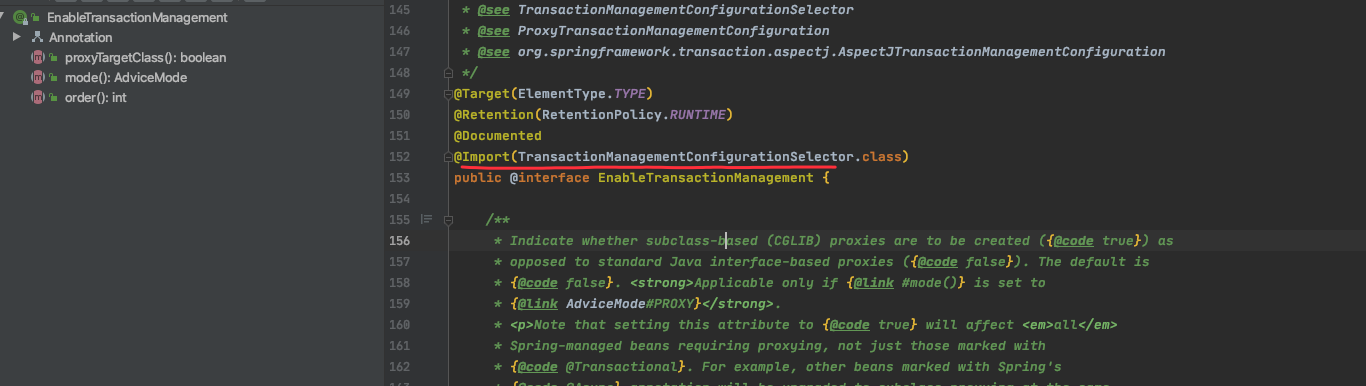 EnableTransactionManagement
Annotation
proxyTargetClass(): boolean
mode(): AdviceMode
order(): int
145 * @see TransactionManagementConfigurationSelector
146 * @see ProxyTransactionManagementConfiguration
147 * @see org.springframework.transaction.aspectj.AspectJTransactionManagementConfiguration
148 */
149 @Target(ElementType.TYPE)
150 @Retention(RetentionPolicy.RUNTIME)
151 @Documented
152 @Import(TransactionManagementConfigurationSelector.class)
153 public @interface EnableTransactionManagement {
154
155 /**
156 * Indicate whether subclass-based (CGLIB) proxies are to be created ({@code true}) as
157 * opposed to standard Java interface-based proxies ({@code false}). The default is
158 * {@code false}. <strong>Applicable only if {@link #mode()} is set to
159 * {@link AdviceMode#PROXY}</strong>.
160 * <p>Note that setting this attribute to {@code true} will affect <em>all</em>
161 * Spring-managed beans requiring proxying, not just those marked with
162 * {@code @Transactional}. For example, other beans marked with Spring's